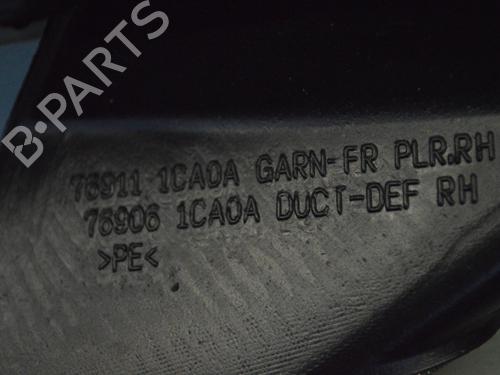 B-PARTS
76911 1CA0A GARN-FR PLR.RH
76906 1CA0A DUCT-DEF RH
>PE<